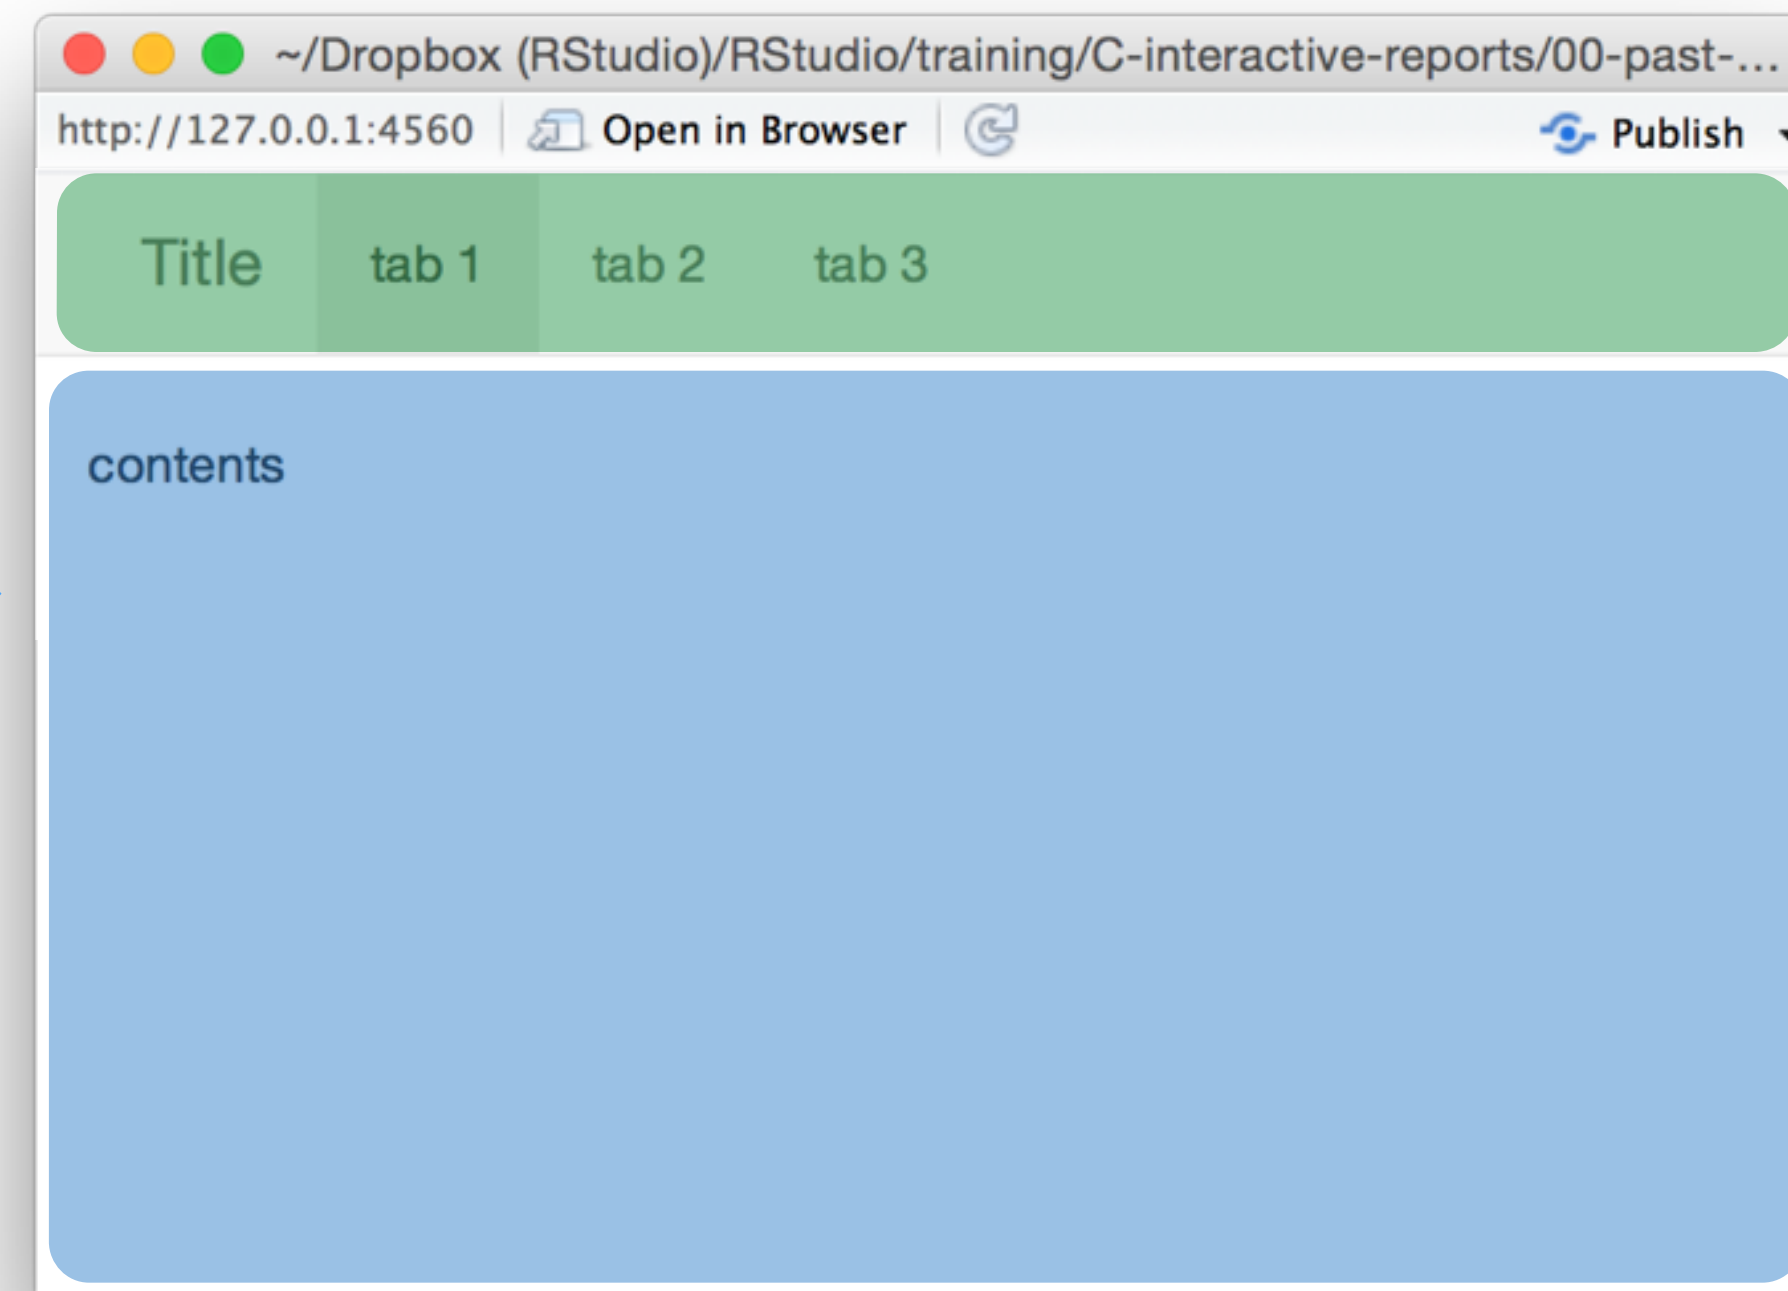 ~/Dropbox (RStudio)/RStudio/training/C-interactive-reports/00-past-...
http://127.0.0.1:4560 Open in Browser Publish
Title tab 1 tab 2 tab 3
contents